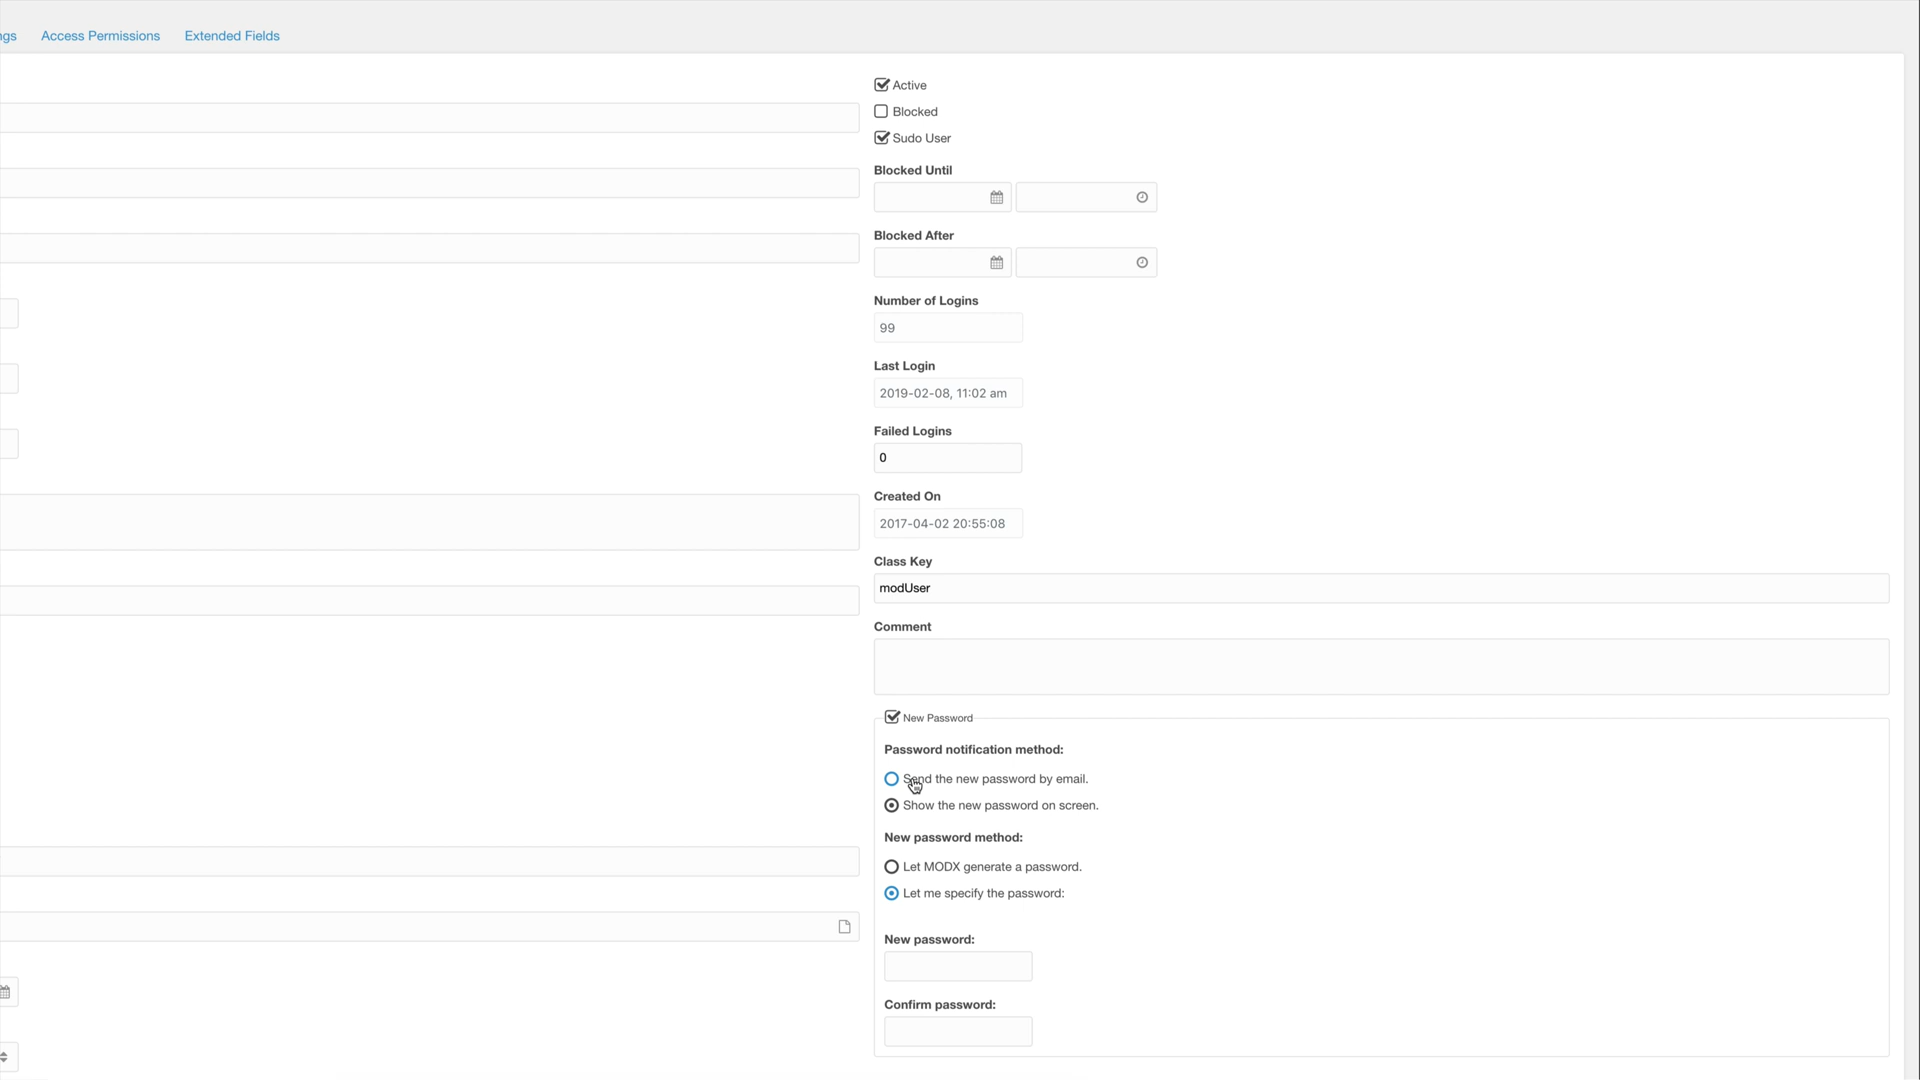 ngs Access Permissions Extended Fields
Active
Blocked
Sudo User
Blocked Until
Blocked After
Number of Logins
99
Last Login
2019-02-08, 11:02 am
Failed Logins
0
Created On
2017-04-02 20:55:08
Class Key
modUser
Comment
New Password
Password notification method:
Send the new password by email.
Show the new password on screen.
New password method:
Let MODX generate a password.
Let me specify the password:
New password:
Confirm password: